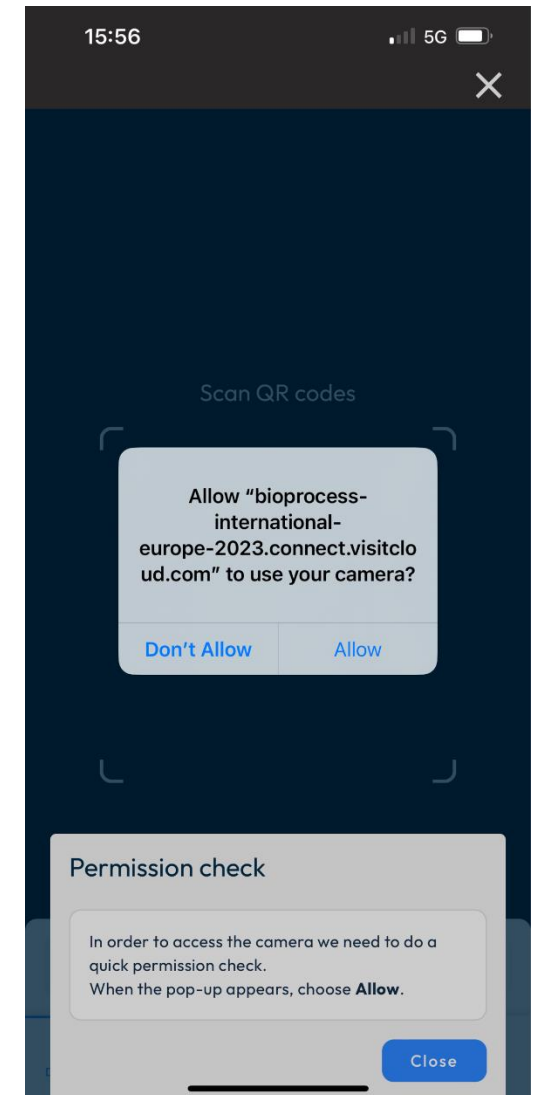 15:56
5G
Scan QR codes
Allow “bioprocess-
international-
europe-2023.connect.visitclo
ud.com” to use your camera?
Don’t Allow
Allow
Permission check
In order to access the camera we need to do a
quick permission check.
When the pop-up appears, choose Allow.
Close